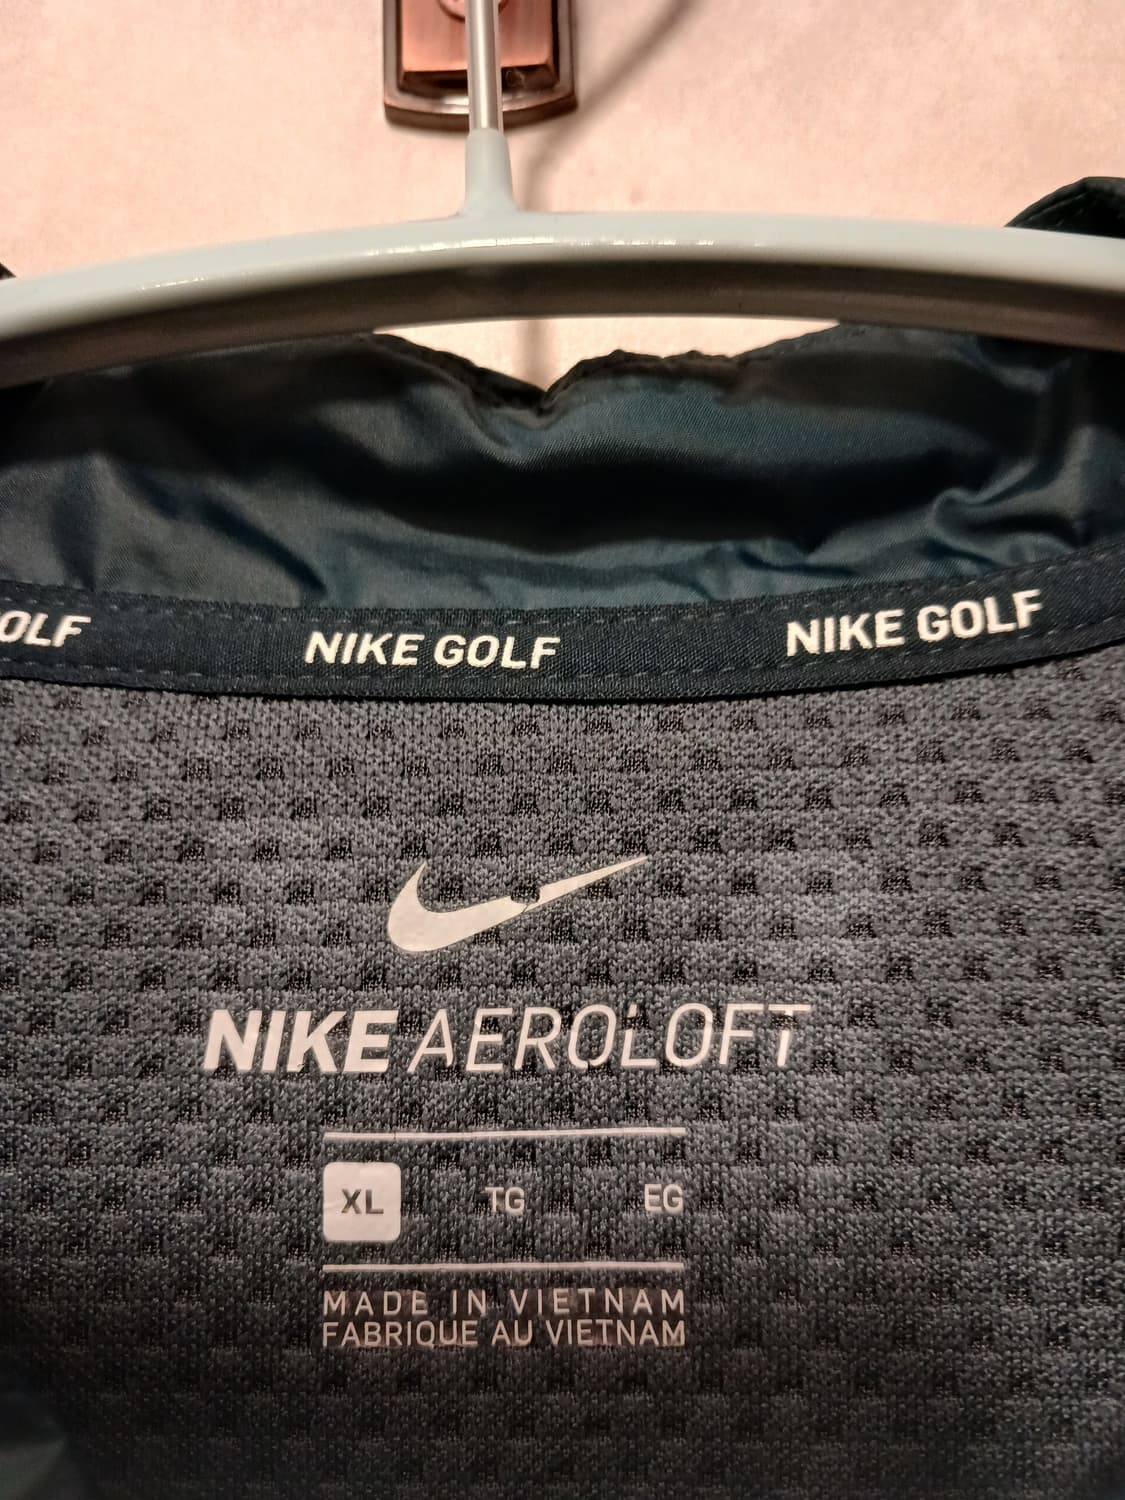 OLF NIKE GOLF NIKE GOLF
NIKE AEROLOFT
XL TG EG
MADE IN VIETNAM
FABRIQUE AU VIETNAM